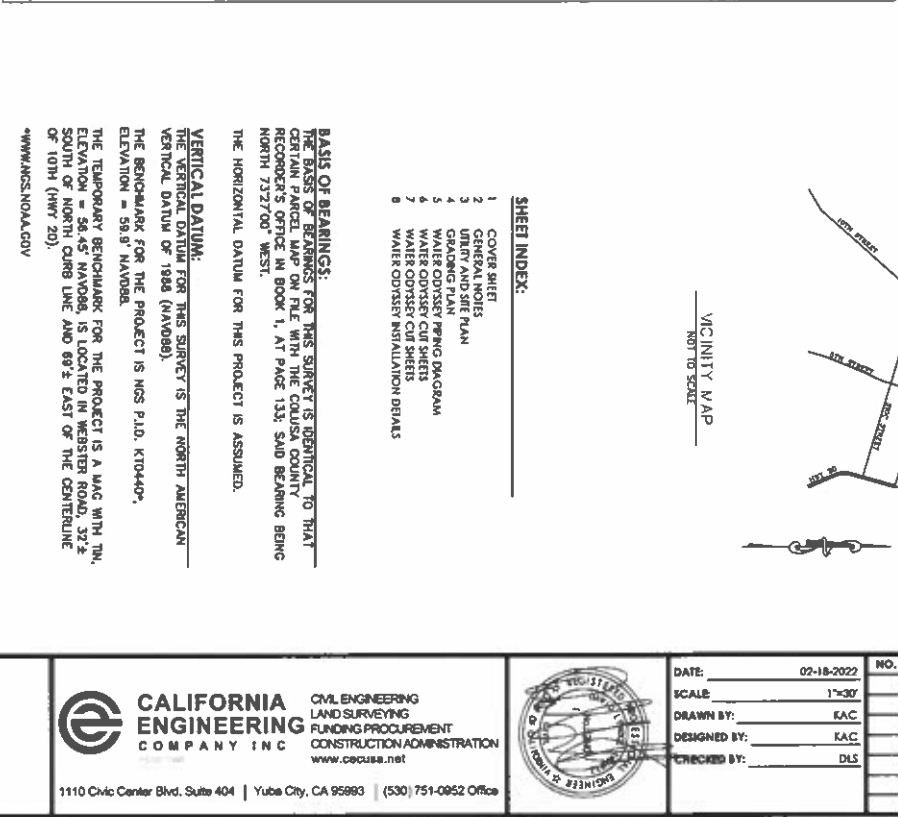 10TH STREET
5TH STREET
HWY 20
VICINITY MAP
NOT TO SCALE
SHEET INDEX:
1 COVER SHEET
2 GENERAL NOTES
3 UTILITY AND SITE PLAN
4 GRADING PLAN
5 WATER ODYSSEY PIPING DIAGRAM
6 WATER ODYSSEY CUT SHEETS
7 WATER ODYSSEY CUT SHEETS
8 WATER ODYSSEY INSTALLATION DETAILS
BASIS OF BEARINGS:
THE BASIS OF BEARINGS FOR THIS SURVEY IS IDENTICAL TO THAT
CERTAIN PARCEL MAP ON FILE WITH THE COLUSA COUNTY
RECORDER'S OFFICE IN BOOK 1, AT PAGE 133; SAID BEARING BEING
NORTH 73°27'00" WEST.
THE HORIZONTAL DATUM FOR THIS PROJECT IS ASSUMED.
VERTICAL DATUM:
THE VERTICAL DATUM FOR THIS SURVEY IS THE NORTH AMERICAN
VERTICAL DATUM OF 1988 (NAVD88).
THE BENCHMARK FOR THE PROJECT IS NGS P.I.D. KT0440*,
ELEVATION = 59.9' NAVD88.
THE TEMPORARY BENCHMARK FOR THE PROJECT IS A MAG WITH TIN,
ELEVATION = 56.45' NAVD88, IS LOCATED IN WEBSTER ROAD, 32'±
SOUTH OF NORTH CURB LINE AND 69'± EAST OF THE CENTERLINE
OF 10TH (HWY 20).
*WWW.NGS.NOAA.GOV
CALIFORNIA
ENGINEERING
COMPANY INC
CIVIL ENGINEERING
LAND SURVEYING
FUNDING PROCUREMENT
CONSTRUCTION ADMINISTRATION
www.cecusa.net
1110 Civic Center Blvd. Suite 404 | Yuba City, CA 95993 | (530) 751-0952 Office
REGISTERED
ENGINEER
DATE: 02-18-2022
SCALE: 1"=30'
DRAWN BY: KAC
DESIGNED BY: KAC
CHECKED BY: DLS
NO.